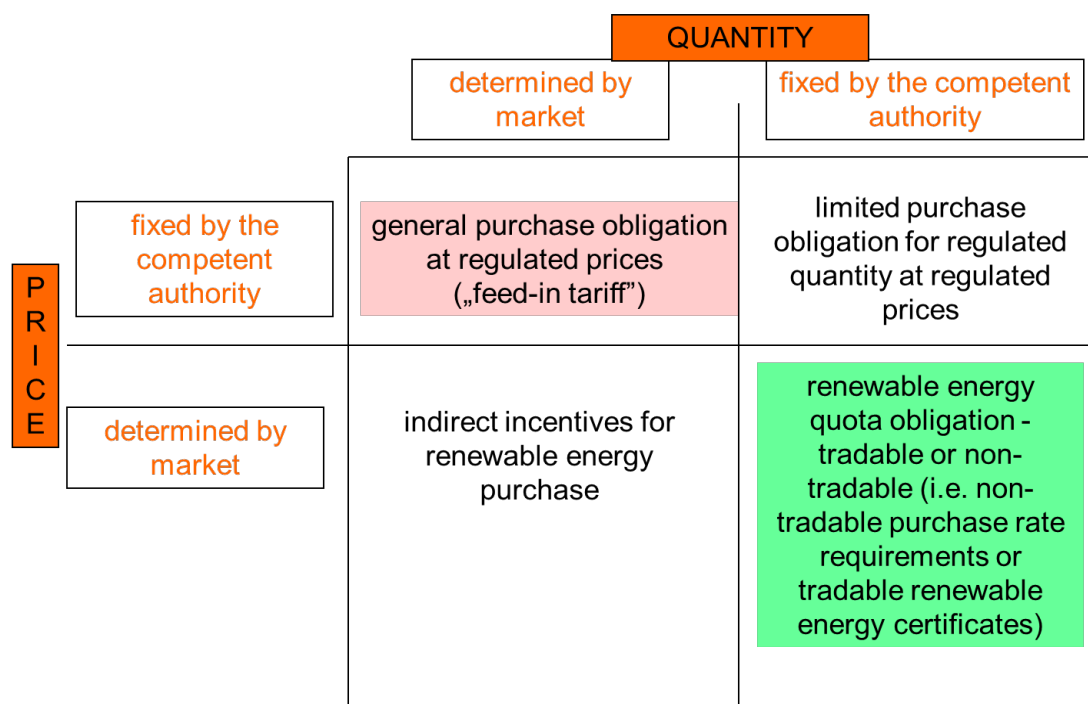 QUANTITY
determined by
market
fixed by the competent
authority
fixed by the
competent
authority
general purchase obligation
at regulated prices
(„feed-in tariff”)
limited purchase
obligation for regulated
quantity at regulated
prices
P
R
I
C
E
determined by
market
indirect incentives for
renewable energy
purchase
renewable energy
quota obligation -
tradable or non-
tradable (i.e. non-
tradable purchase rate
requirements or
tradable renewable
energy certificates)